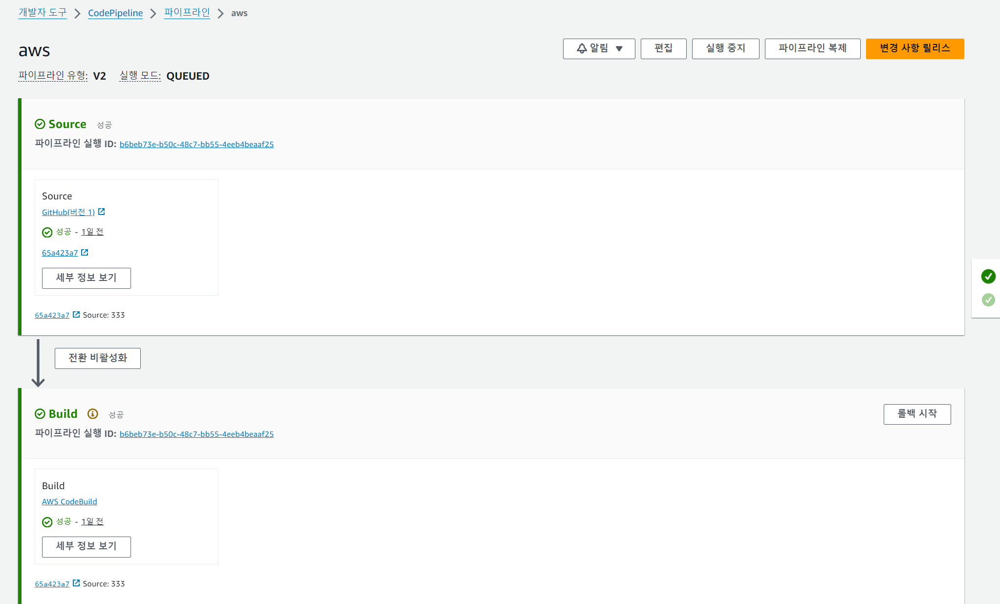 개발자 도구 > CodePipeline > 파이프라인 > aws
aws
알림 ▼ 편집 실행 중지 파이프라인 복제 변경 사항 릴리스
파이프라인 유형: V2 실행 모드: QUEUED
Source 성공
파이프라인 실행 ID: b6beb73e-b50c-48c7-bb55-4eeb4beaaf25
Source
GitHub(버전 1)
성공 - 1일 전
65a423a7
세부 정보 보기
65a423a7 Source: 333
전환 비활성화
Build 성공 롤백 시작
파이프라인 실행 ID: b6beb73e-b50c-48c7-bb55-4eeb4beaaf25
Build
AWS CodeBuild
성공 - 1일 전
세부 정보 보기
65a423a7 Source: 333